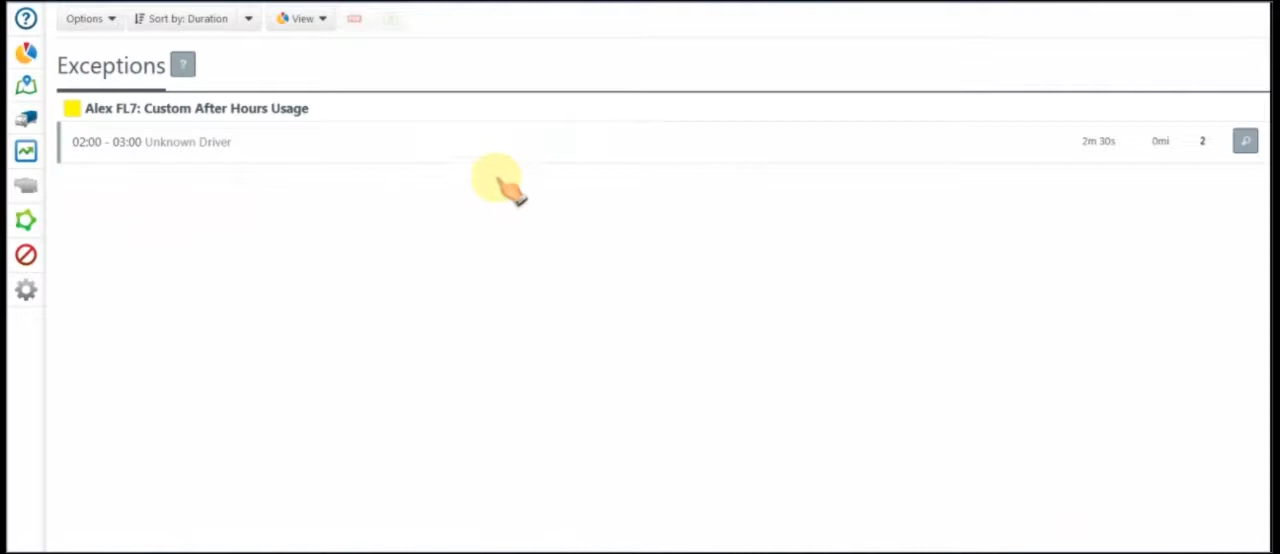 Options Sort by: Duration View
Exceptions ?
Alex FL7: Custom After Hours Usage
02:00 - 03:00 Unknown Driver 2m 30s 0mi 2